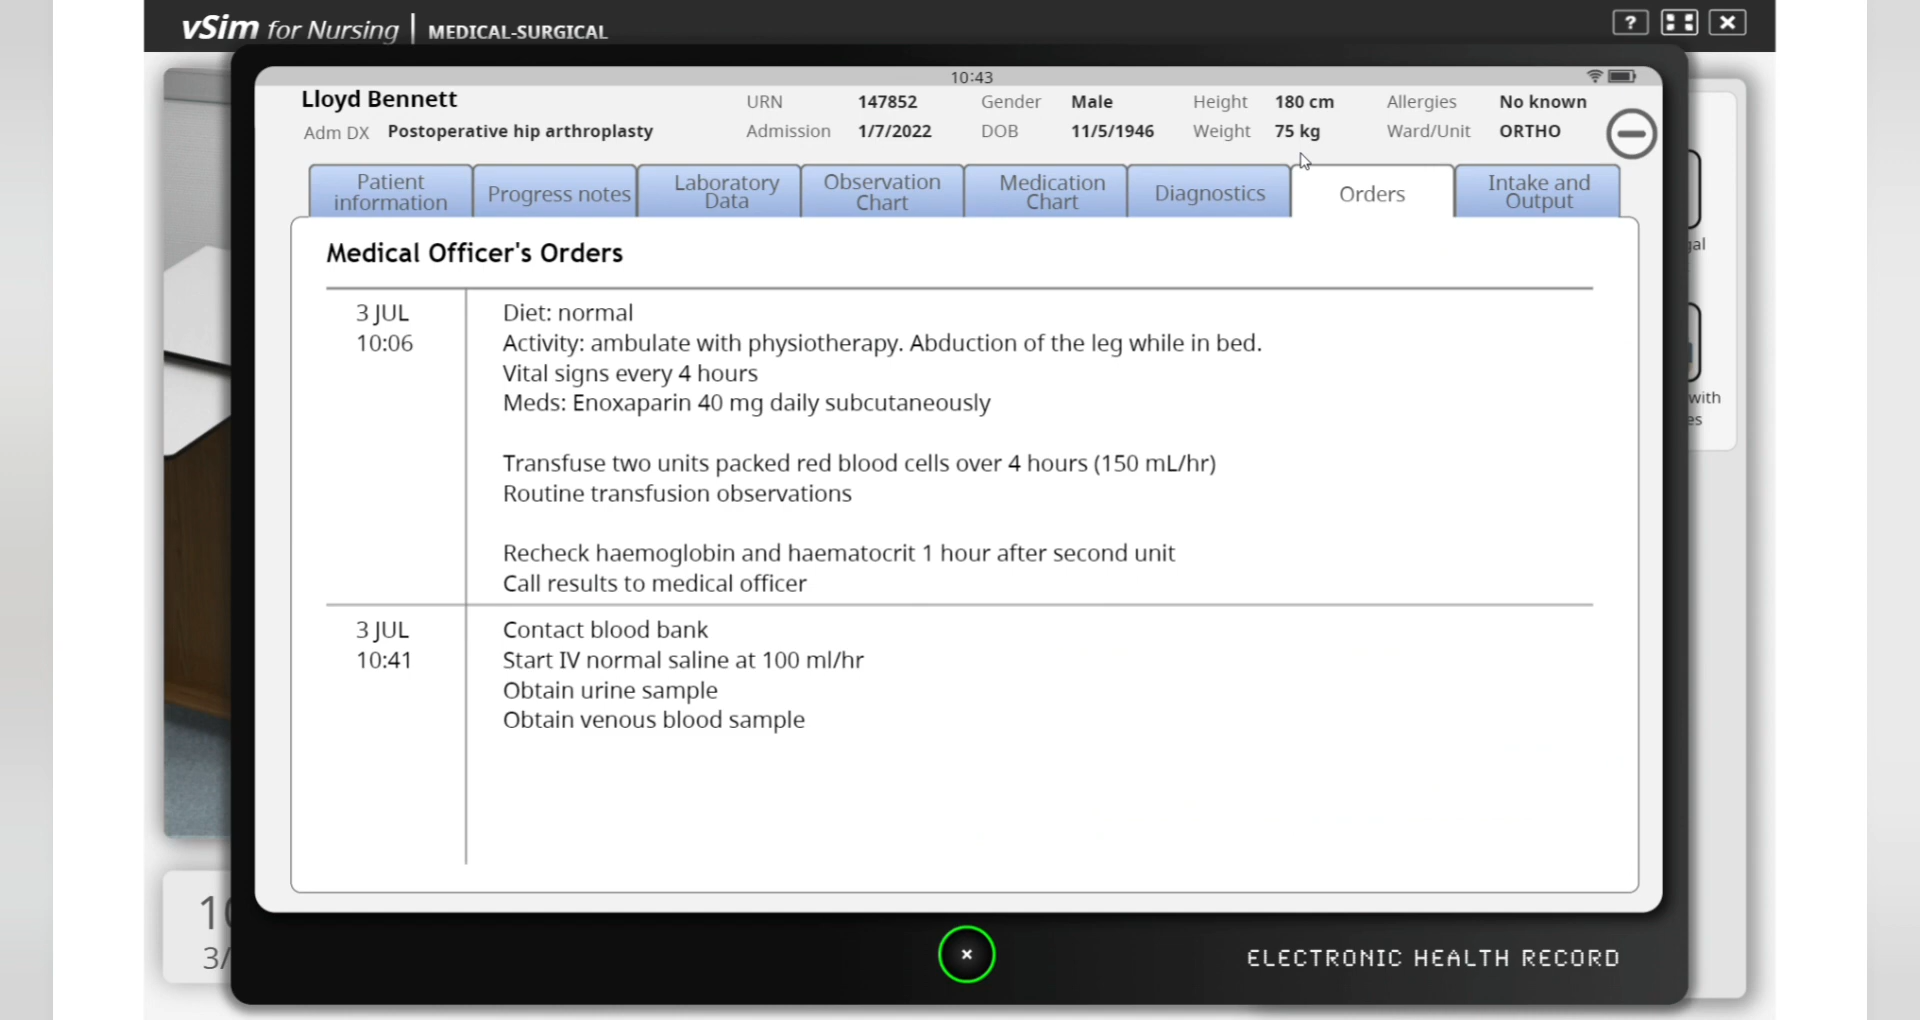 vSim for Nursing | MEDICAL-SURGICAL
?
10:43
Lloyd Bennett
Adm DX Postoperative hip arthroplasty
URN 147852
Admission 1/7/2022
Gender Male
DOB 11/5/1946
Height 180 cm
Weight 75 kg
Allergies No known
Ward/Unit ORTHO
Patient information
Progress notes
Laboratory Data
Observation Chart
Medication Chart
Diagnostics
Orders
Intake and Output
Medical Officer's Orders
3 JUL
10:06
Diet: normal
Activity: ambulate with physiotherapy. Abduction of the leg while in bed.
Vital signs every 4 hours
Meds: Enoxaparin 40 mg daily subcutaneously
Transfuse two units packed red blood cells over 4 hours (150 mL/hr)
Routine transfusion observations
Recheck haemoglobin and haematocrit 1 hour after second unit
Call results to medical officer
3 JUL
10:41
Contact blood bank
Start IV normal saline at 100 ml/hr
Obtain urine sample
Obtain venous blood sample
with
10
3/
ELECTRONIC HEALTH RECORD